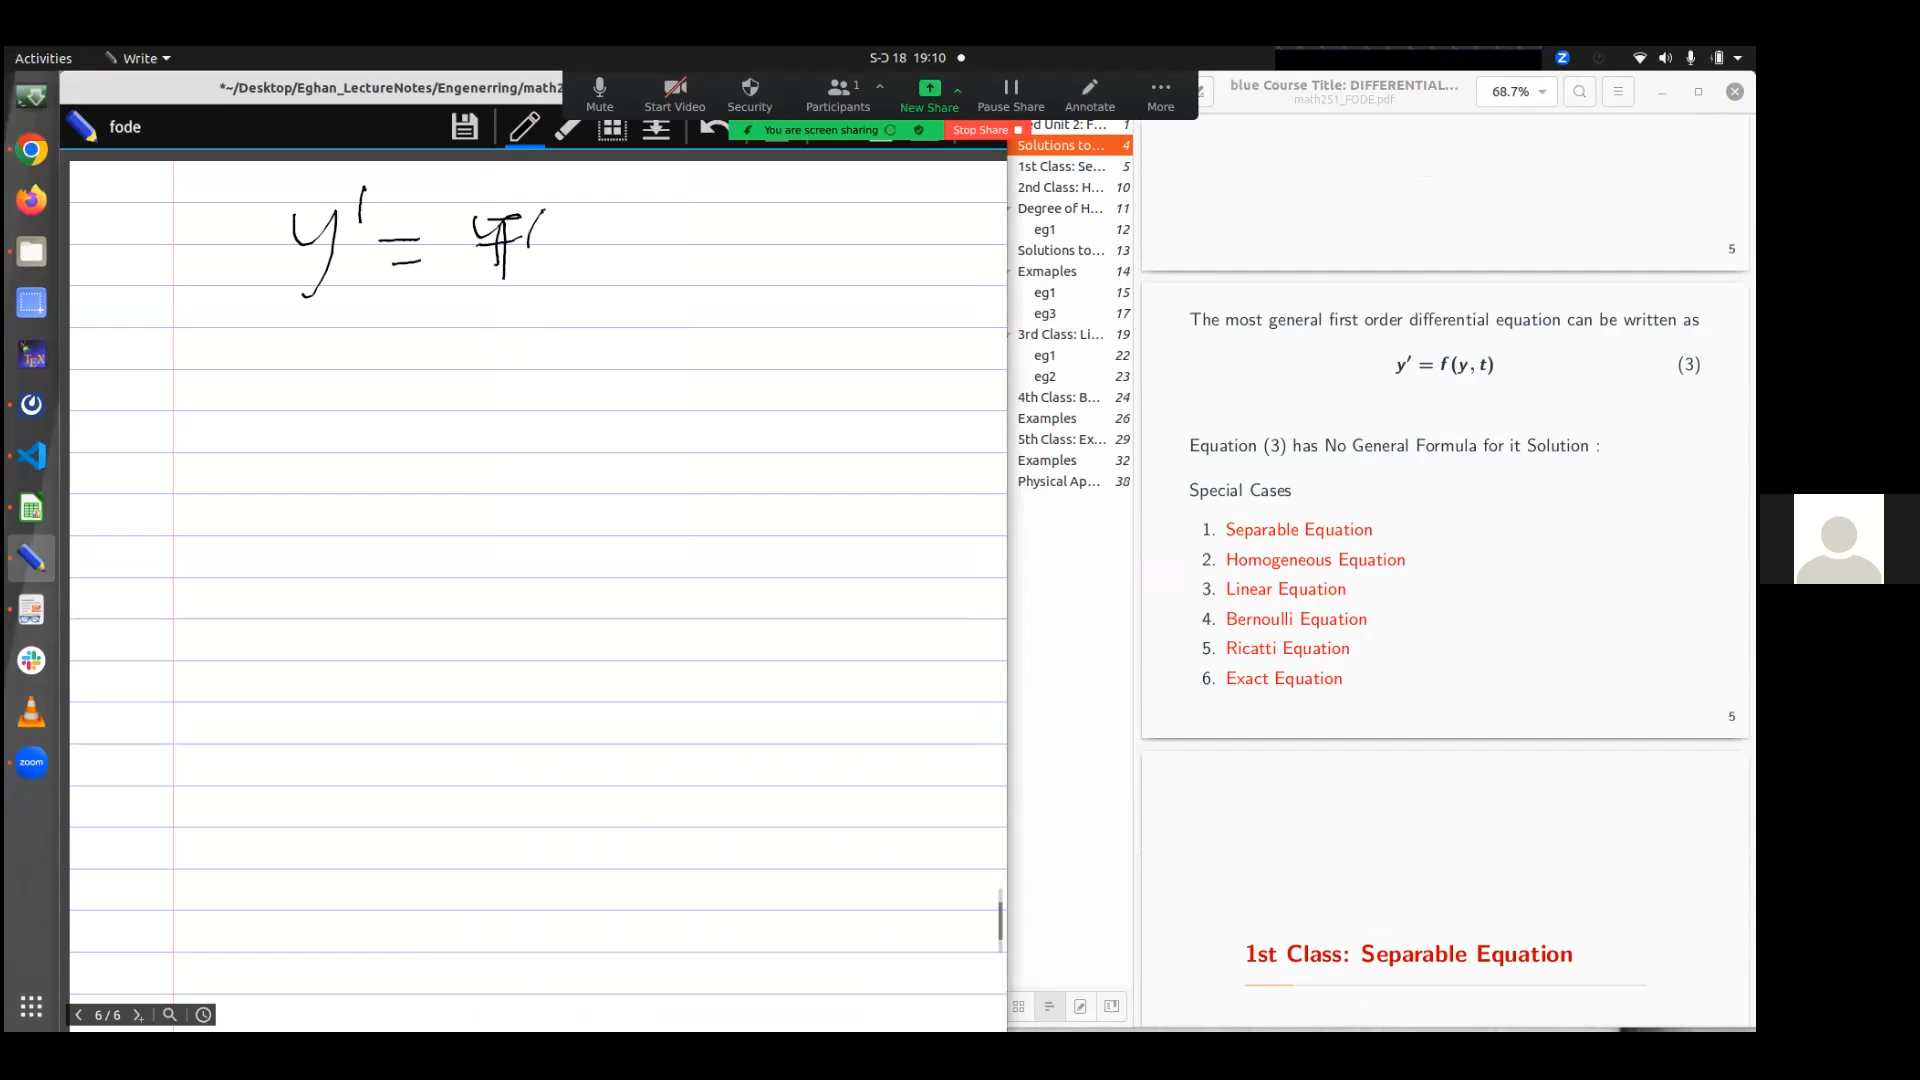 Activities
Write
S-ɔ 18 19:10
*~/Desktop/Eghan_LectureNotes/Engenerring/math2
Mute
Start Video
Security
1
Participants
New Share
Pause Share
Annotate
More
You are screen sharing
Stop Share
fode
blue Course Title: DIFFERENTIAL...
math251_FODE.pdf
68.7%
ed Unit 2: F... 1
Solutions to... 4
1st Class: Se... 5
2nd Class: H... 10
Degree of H... 11
eg1 12
Solutions to... 13
Exmaples 14
eg1 15
eg3 17
3rd Class: Li... 19
eg1 22
eg2 23
4th Class: B... 24
Examples 26
5th Class: Ex... 29
Examples 32
Physical Ap... 38
y' =
5
The most general first order differential equation can be written as
y′ = f(y, t) (3)
Equation (3) has No General Formula for it Solution :
Special Cases
1. Separable Equation
2. Homogeneous Equation
3. Linear Equation
4. Bernoulli Equation
5. Ricatti Equation
6. Exact Equation
5
1st Class: Separable Equation
TEX
zoom
6/6